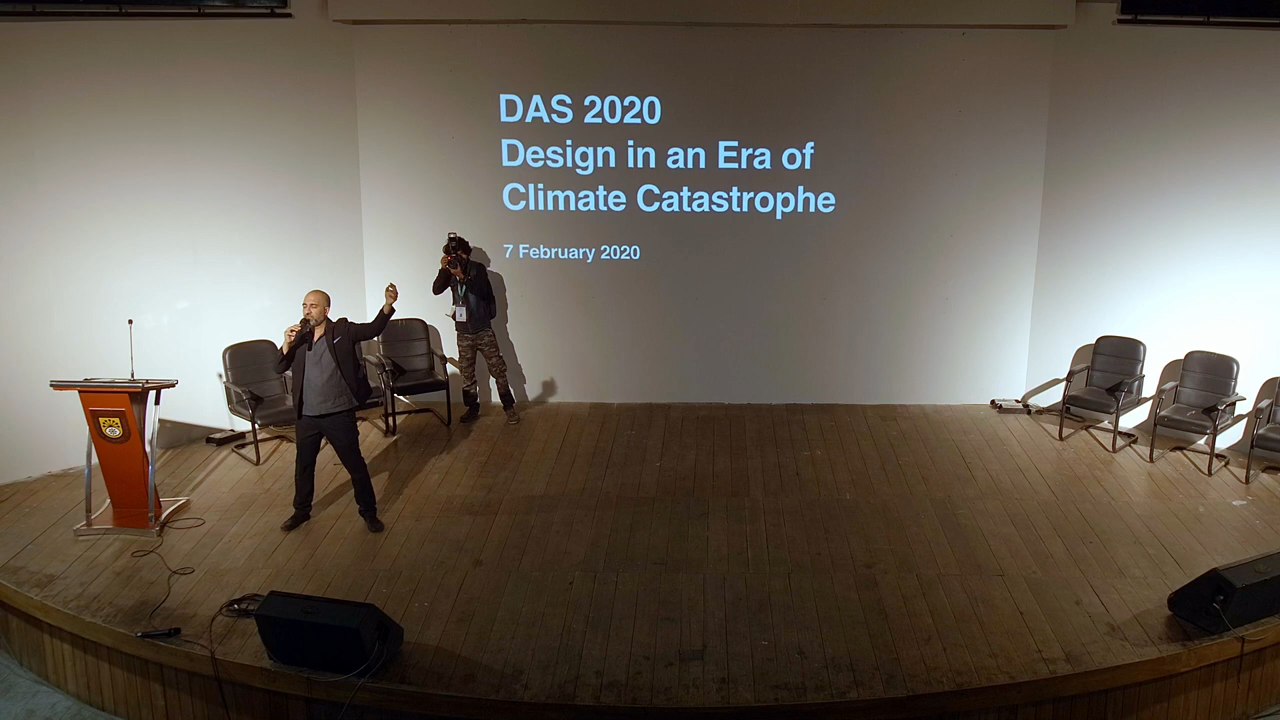 DAS 2020
Design in an Era of
Climate Catastrophe
7 February 2020